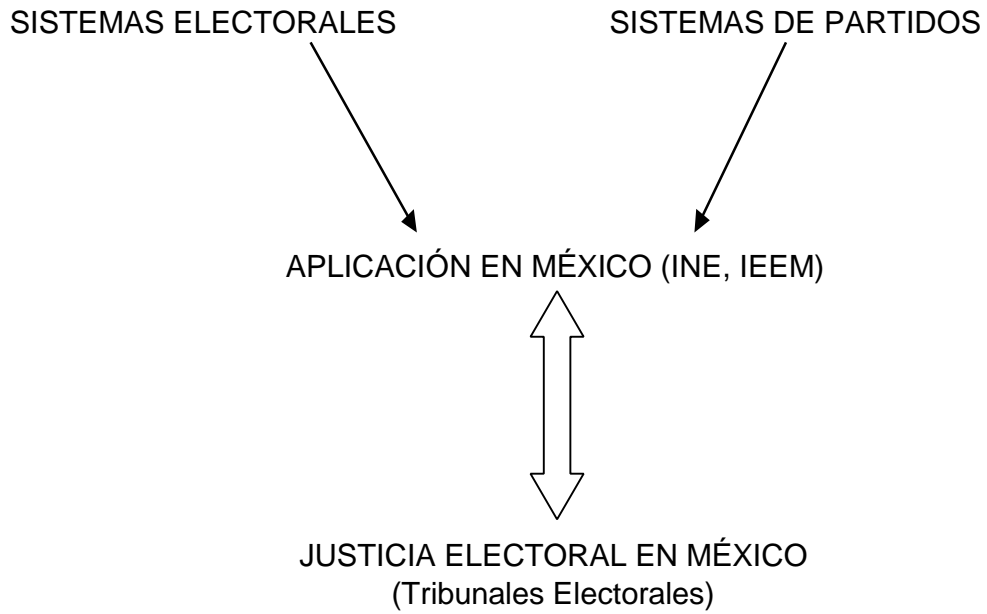 SISTEMAS ELECTORALES
SISTEMAS DE PARTIDOS
APLICACIÓN EN MÉXICO (INE, IEEM)
JUSTICIA ELECTORAL EN MÉXICO
(Tribunales Electorales)